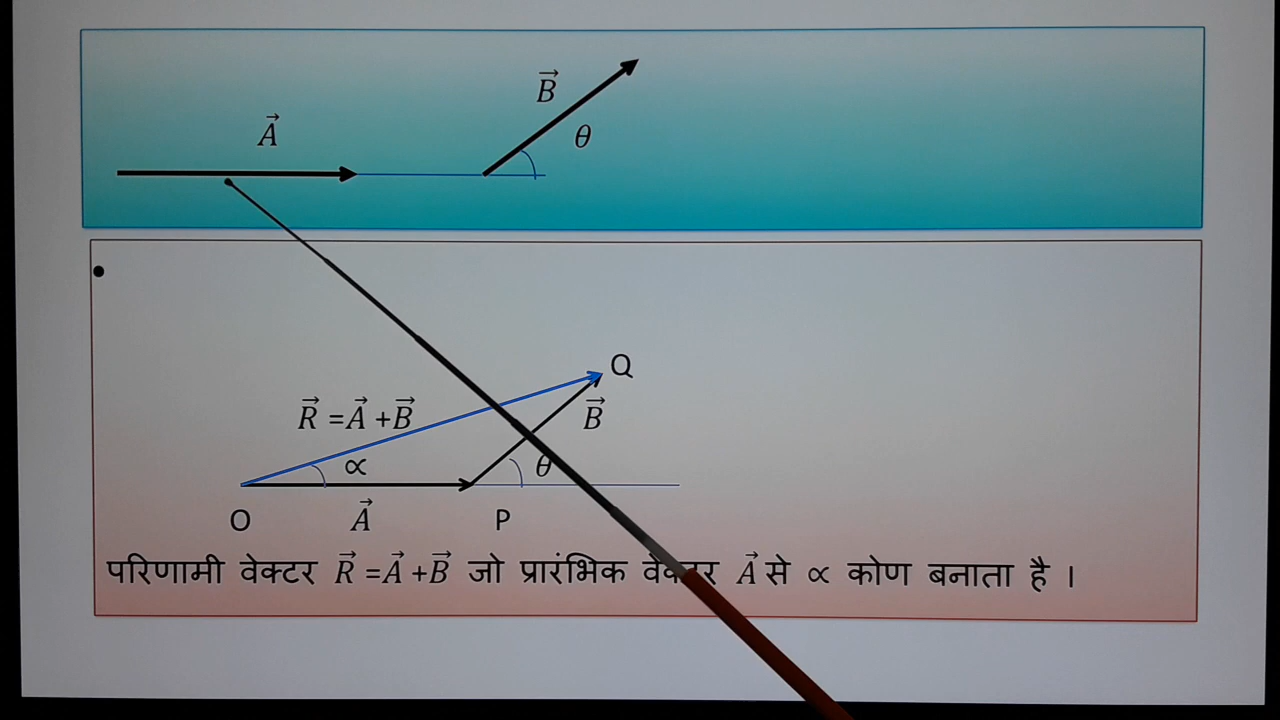 B⃗
A⃗
θ
Q
R⃗ =A⃗ +B⃗
B⃗
∝
θ
O
A⃗
P
परिणामी वेक्टर R⃗ =A⃗ +B⃗ जो प्रारंभिक वेक्टर A⃗ से ∝ कोण बनाता है ।